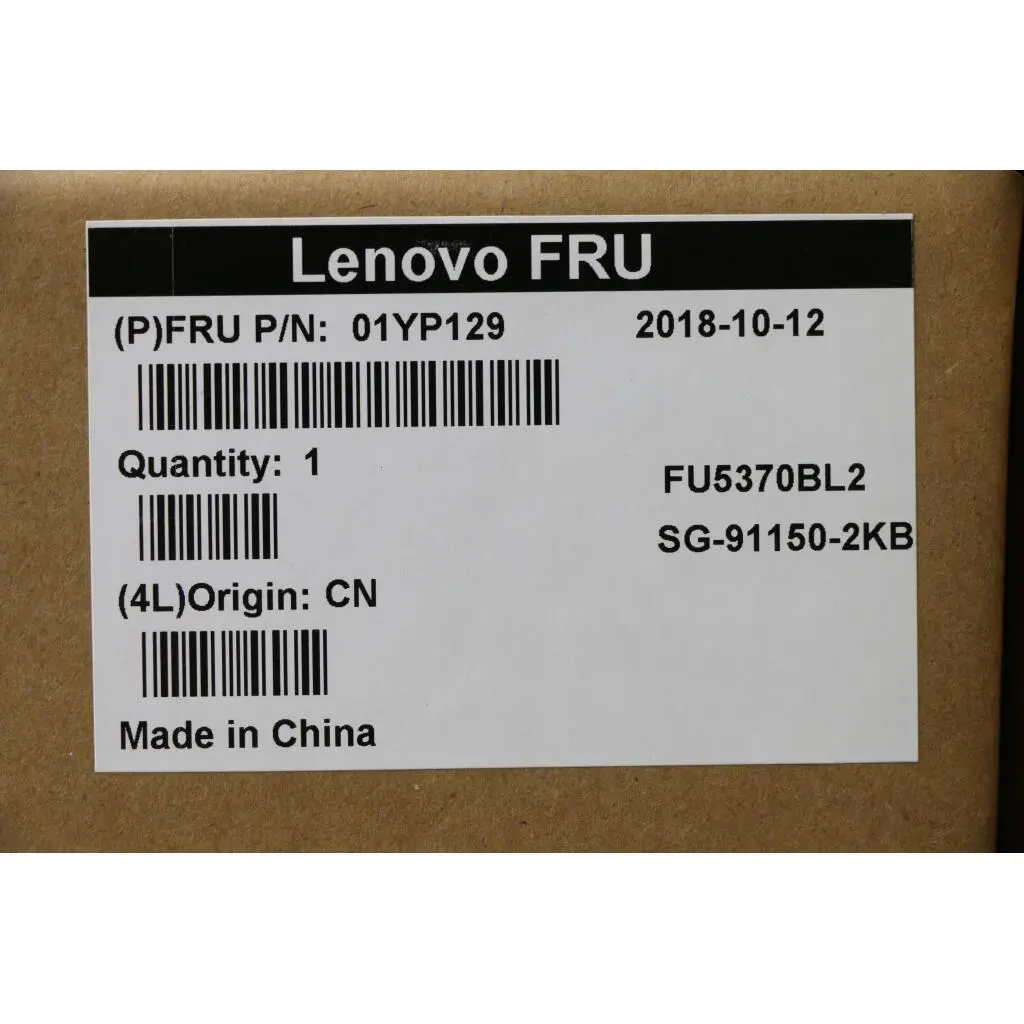 Lenovo FRU
(P)FRU P/N: 01YP129 2018-10-12
Quantity: 1
FU5370BL2
SG-91150-2KB
(4L)Origin: CN
Made in China